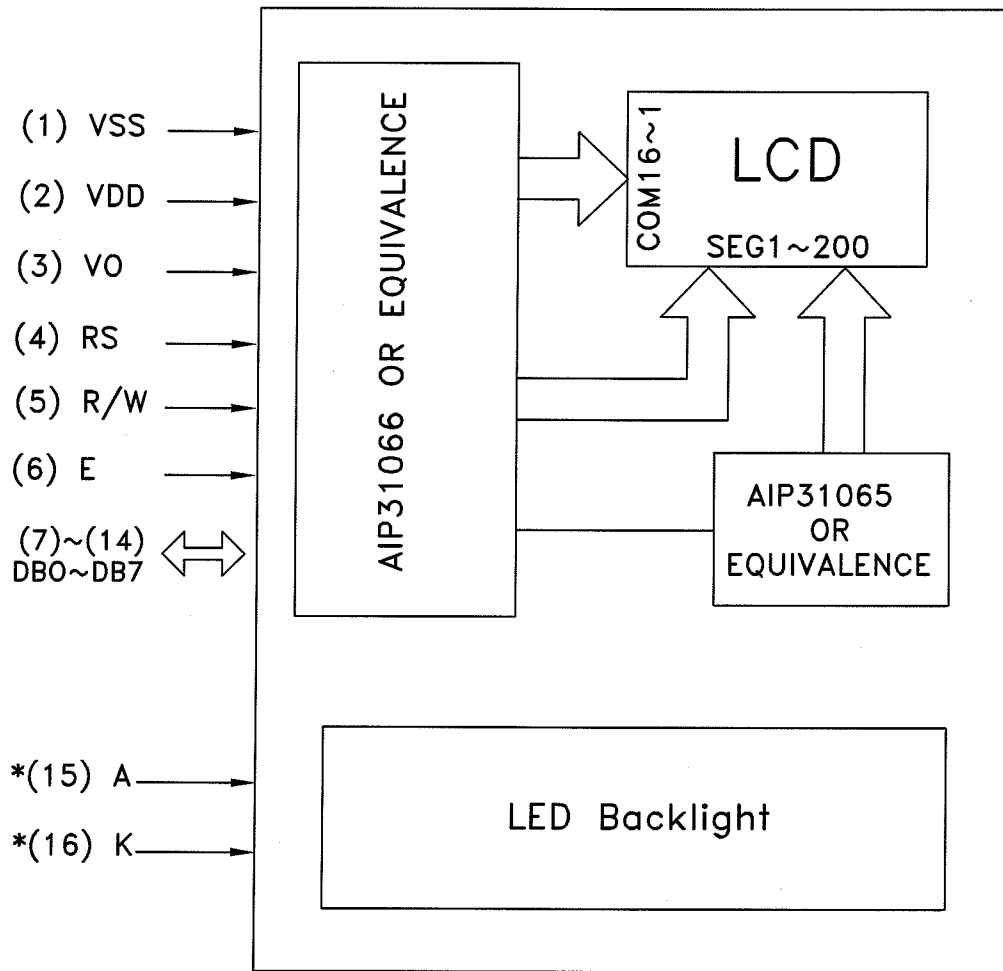 (1) VSS
(2) VDD
(3) VO
(4) RS
(5) R/W
(6) E
(7)~(14)
DB0~DB7
*(15) A
*(16) K
AIP31066 OR EQUIVALENCE
COM16~1
LCD
SEG1~200
AIP31065
OR
EQUIVALENCE
LED Backlight